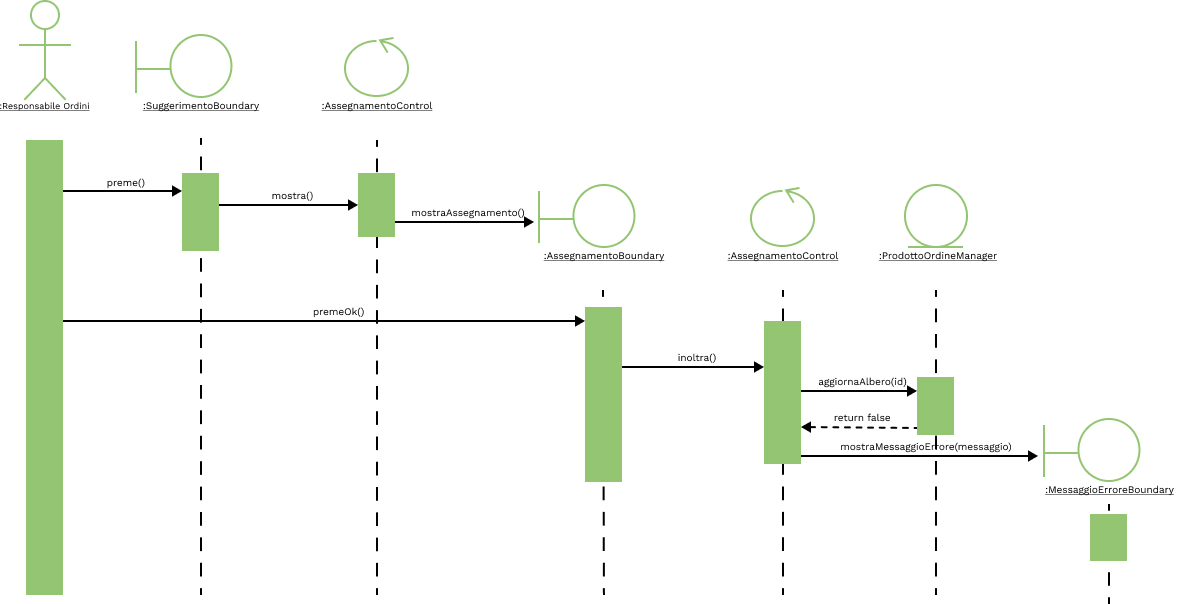 :Responsabile Ordini
:SuggerimentoBoundary
:AssegnamentoControl
preme()
mostra()
mostraAssegnamento()
:AssegnamentoBoundary
:AssegnamentoControl
:ProdottoOrdineManager
premeOk()
inoltra()
aggiornaAlbero(id)
return false
mostraMessaggioErrore(messaggio)
:MessaggioErroreBoundary